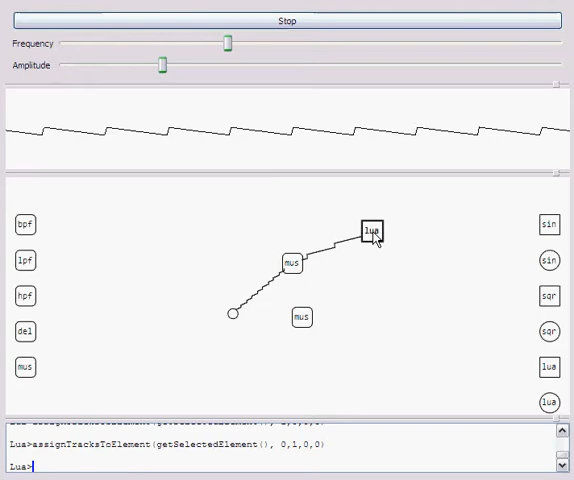 Stop
Frequency
Amplitude
bpf
lpf
hpf
del
mus
lua
mus
mus
sin
sin
sqr
sqr
lua
lua
Lua>assignTracksToElement(getSelectedElement(), 0,1,0,0)
Lua>